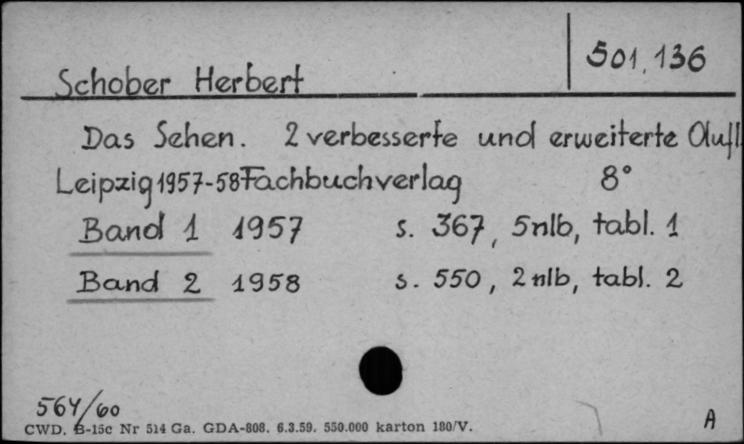 501.136
Schober Herbert
Das Sehen. 2 verbesserte und erweiterte Aufl
Leipzig 1957-58 Fachbuchverlag 8°
Band 1 1957 s. 367, 5nlb, tabl. 1
Band 2 1958 s. 550, 2nlb, tabl. 2
564/60
CWD. B-15c Nr 514 Ga. GDA-808. 6.3.59. 550.000 karton 180/V.
A